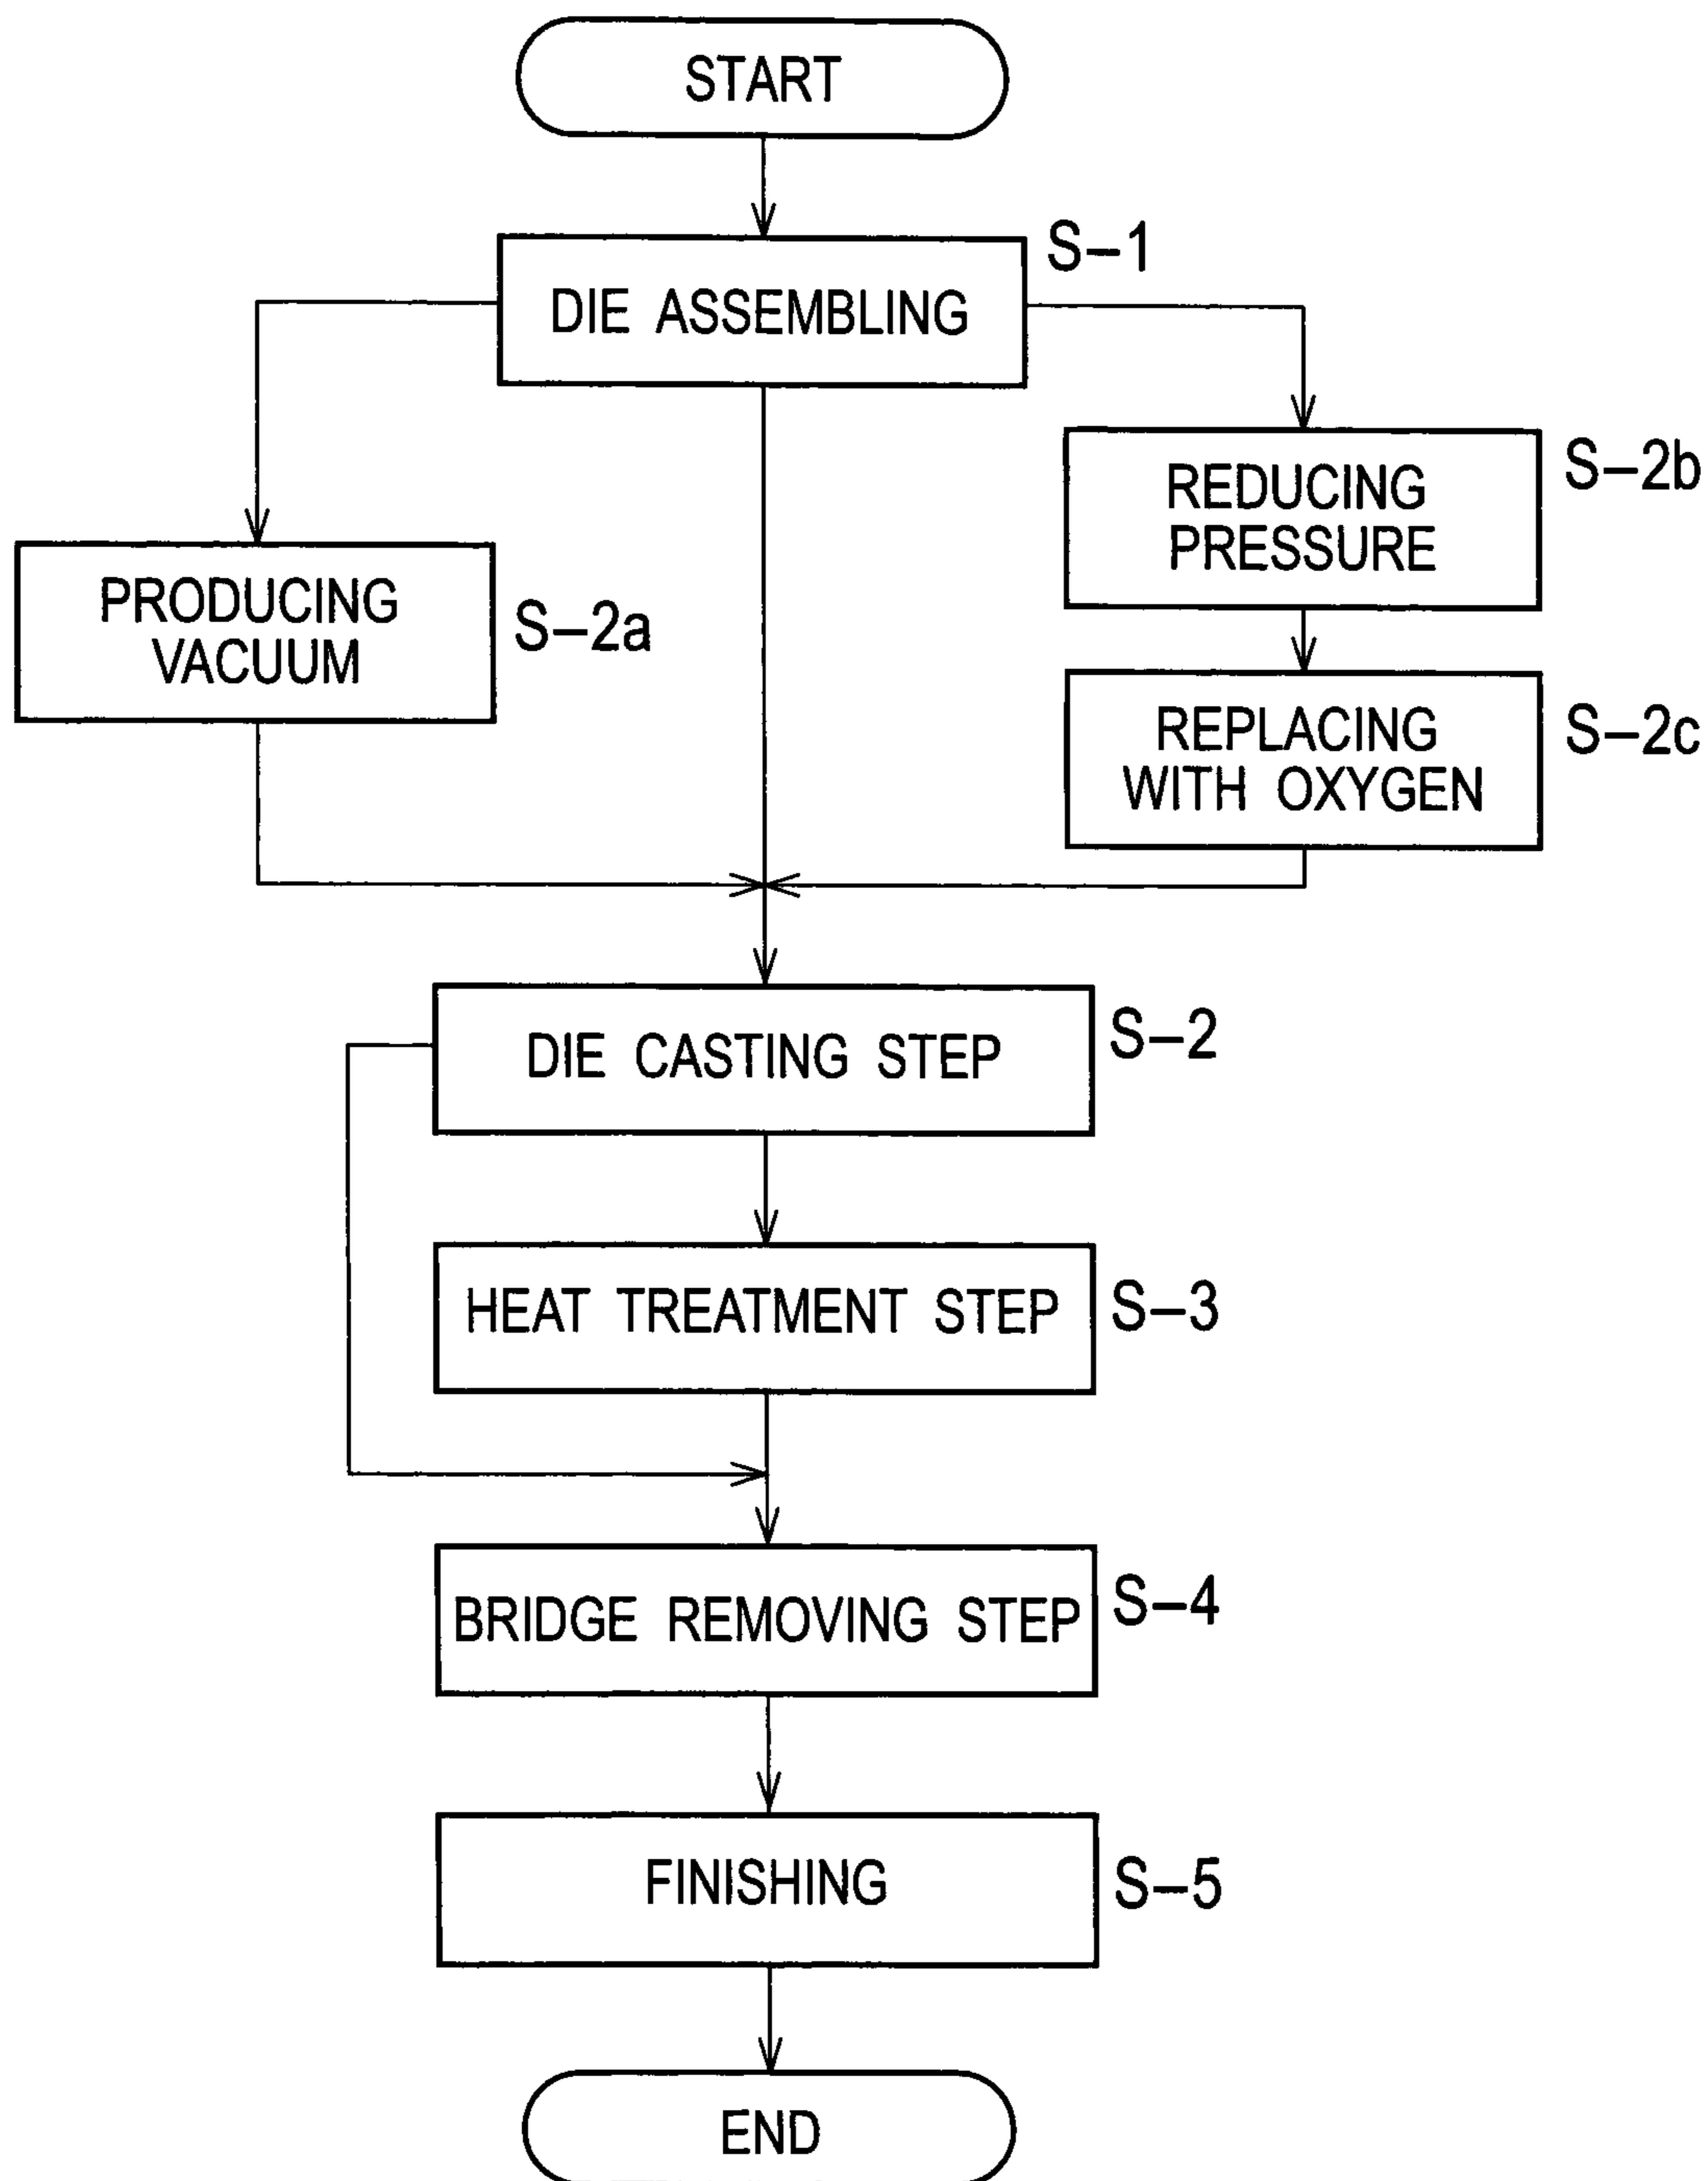 START
S–1
DIE ASSEMBLING
S–2b
REDUCING
PRESSURE
PRODUCING
VACUUM
S–2a
REPLACING
WITH OXYGEN
S–2c
S–2
DIE CASTING STEP
HEAT TREATMENT STEP
S–3
BRIDGE REMOVING STEP
S–4
FINISHING
S–5
END